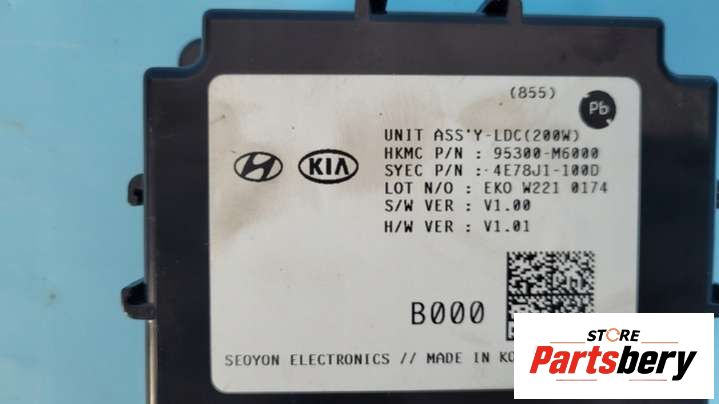 (855)
Pb
UNIT ASS'Y-LDC(200W)
HKMC P/N : 95300-M6000
KIA
SYEC P/N : 4E78J1-100D
LOT N/O : EKO W221 0174
S/W VER : V1.00
H/W VER : V1.01
B000
SEOYON ELECTRONICS // MADE IN
STORE
Partsbery